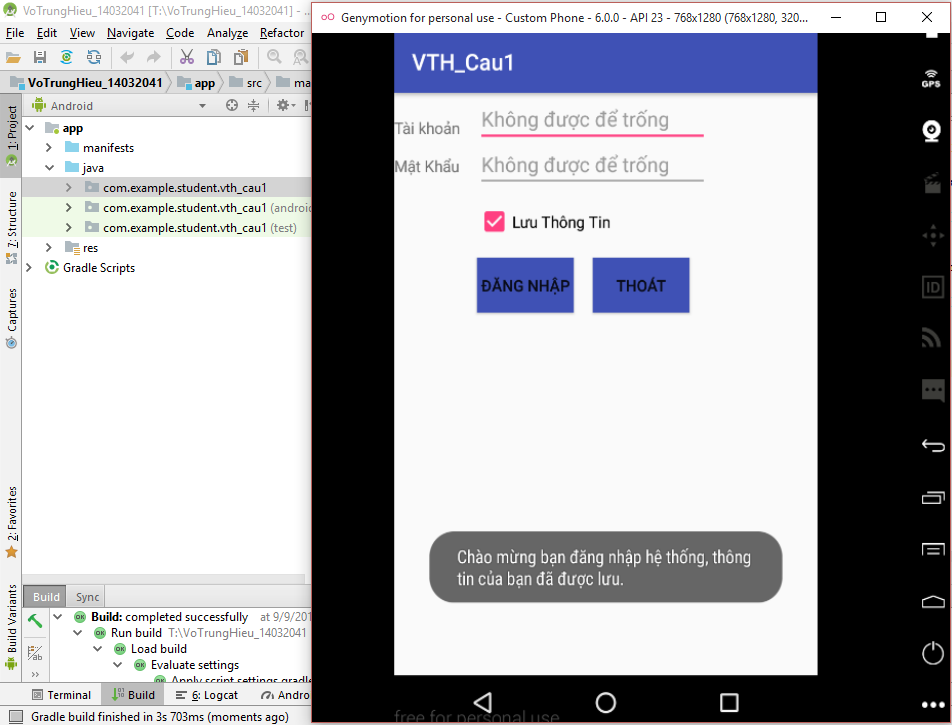 VoTrungHieu_14032041 [T:\VoTrungHieu_14032041] - ..
File Edit View Navigate Code Analyze Refactor
VoTrungHieu_14032041 app src
Android
1: Project
7: Structure
Captures
2: Favorites
Build Variants
app
manifests
java
com.example.student.vth_cau1
com.example.student.vth_cau1
com.example.student.vth_cau1 (test)
res
Gradle Scripts
Build Sync
Build: completed successfully at 9/9/201
Run build T:\VoTrungHieu_14032041
Load build
Evaluate settings
Apply script settings.gradle
Terminal Build 6: Logcat
Gradle build finished in 3s 703ms (moments ago)
Genymotion for personal use - Custom Phone - 6.0.0 - API 23 - 768x1280 (768x1280, 320...
VTH_Cau1
Tài khoản Không được để trống
Mật Khẩu Không được để trống
Lưu Thông Tin
ĐĂNG NHẬP THOÁT
Chào mừng bạn đăng nhập hệ thống, thông
tin của bạn đã được lưu.
free for personal use
GPS
ID